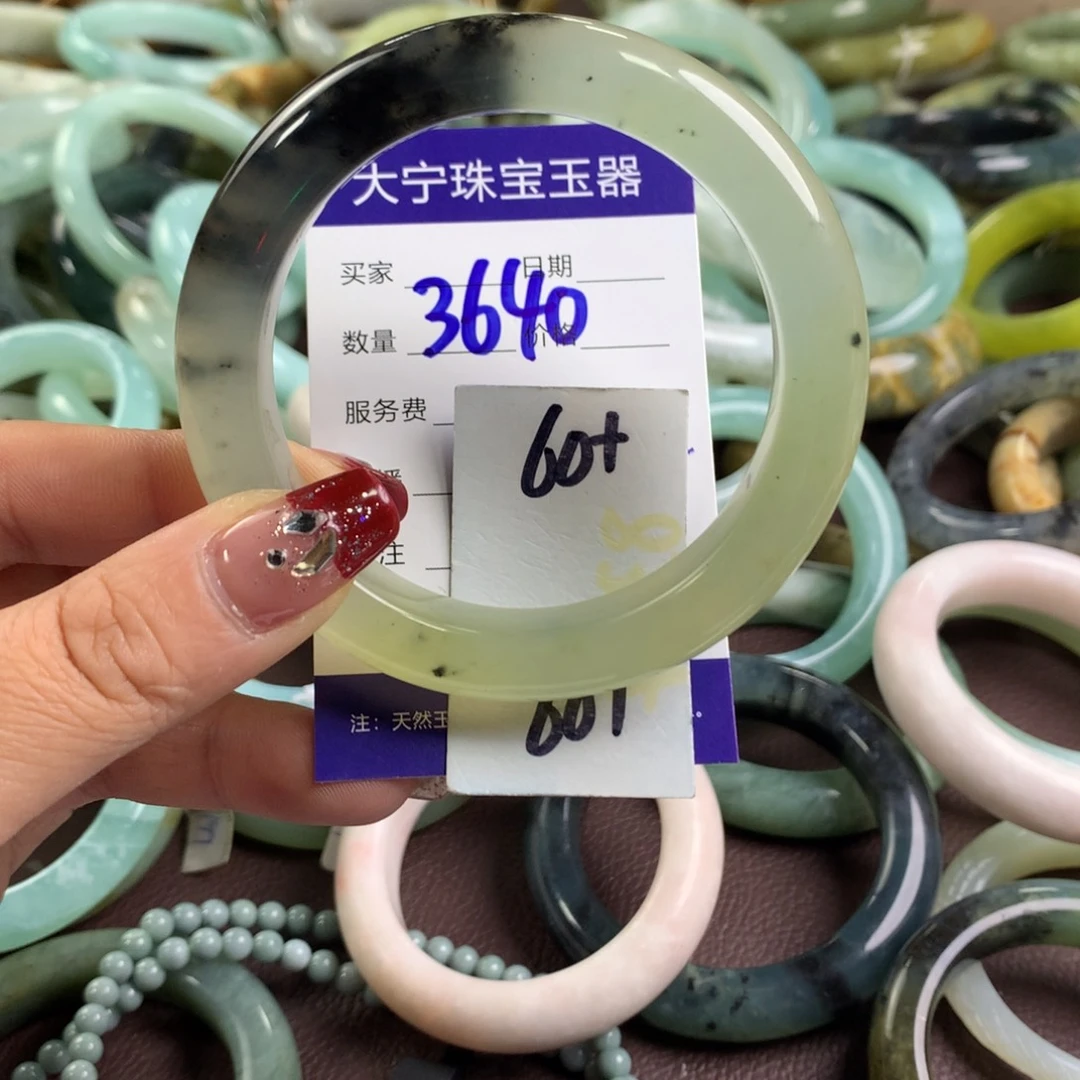 大宁珠宝玉器
买家 日期
3640
数量 价格
服务费
60+
注
60+
注：天然玉